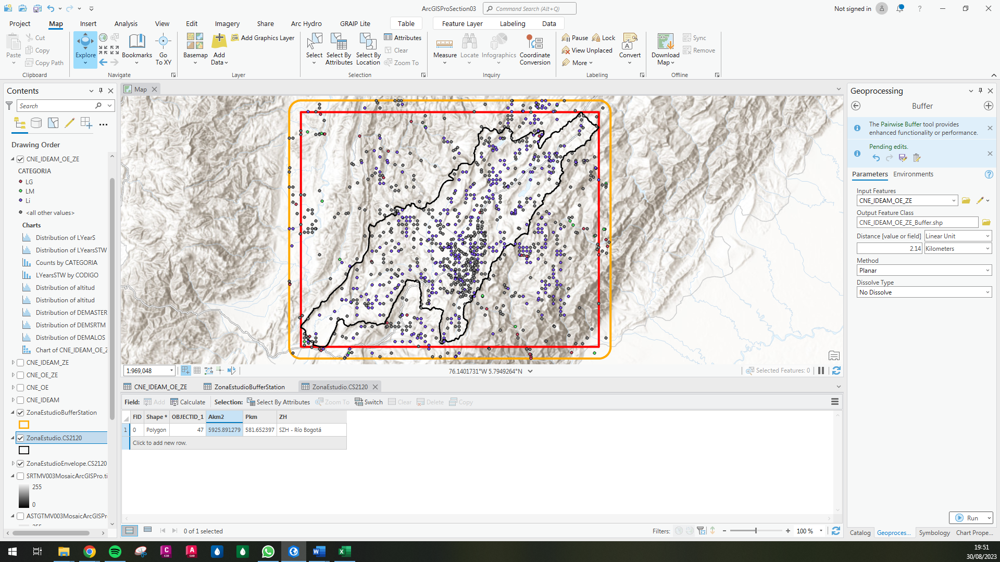 ArcGISProSection03
Command Search (Alt+Q)
Not signed in
Project Map Insert Analysis View Edit Imagery Share Arc Hydro GRAIP Lite Table Feature Layer Labeling Data
Paste
Cut
Copy
Copy Path
Clipboard
Explore
Bookmarks
Go To XY
Navigate
Basemap
Add Data
Add Graphics Layer
Layer
Select
Select By Attributes
Select By Location
Attributes
Clear
Zoom To
Selection
Measure
Locate
Infographics
Coordinate Conversion
Inquiry
Pause
Lock
View Unplaced
More
Convert
Labeling
Download Map
Sync
Remove
Offline
Contents
Search
Drawing Order
CNE_IDEAM_OE_ZE
CATEGORIA
LG
LM
Li
<all other values>
Charts
Distribution of LYearS
Distribution of LYearsSTW
Counts by CATEGORIA
LYearsSTW by CODIGO
Distribution of altitud
Distribution of altitud
Distribution of DEMASTER
Distribution of DEMSRTM
Distribution of DEMALOS
Chart of CNE_IDEAM_OE_Z
CNE_IDEAM_ZE
CNE_OE_ZE
CNE_OE
CNE_IDEAM
ZonaEstudioBufferStation
ZonaEstudio.CS2120
ZonaEstudioEnvelope.CS2120
SRTMV003MosaicArcGISPro.ti
255
0
ASTGTMV003MosaicArcGISPr
Map
1:969,048
76.1401731°W 5.7949264°N
Selected Features: 0
CNE_IDEAM_OE_ZE ZonaEstudioBufferStation ZonaEstudio.CS2120
Field: Add Calculate Selection: Select By Attributes Zoom To Switch Clear Delete Copy
FID Shape * OBJECTID_1 Akm2 Pkm ZH
1 0 Polygon 47 5925.891279 581.652397 SZH - Río Bogotá
Click to add new row.
0 of 1 selected
Filters:
100 %
Geoprocessing
Buffer
The Pairwise Buffer tool provides
enhanced functionality or performance.
Pending edits.
Parameters Environments
Input Features
CNE_IDEAM_OE_ZE
Output Feature Class
CNE_IDEAM_OE_ZE_Buffer.shp
Distance [value or field] Linear Unit
2.14 Kilometers
Method
Planar
Dissolve Type
No Dissolve
Run
Catalog Geoproces... Symbology Chart Prope...
19:51
30/08/2023